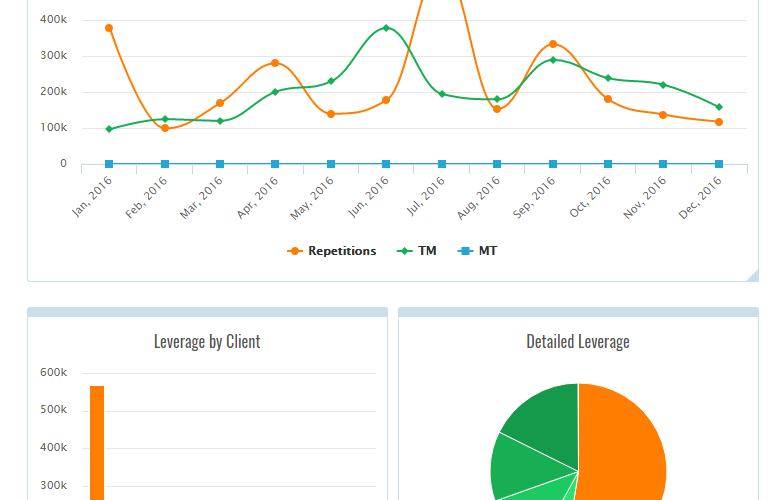 400k
300k
200k
100k
0
Jan, 2016 Feb, 2016 Mar, 2016 Apr, 2016 May, 2016 Jun, 2016 Jul, 2016 Aug, 2016 Sep, 2016 Oct, 2016 Nov, 2016 Dec, 2016
Repetitions TM MT
Leverage by Client
600k
500k
400k
300k
Detailed Leverage